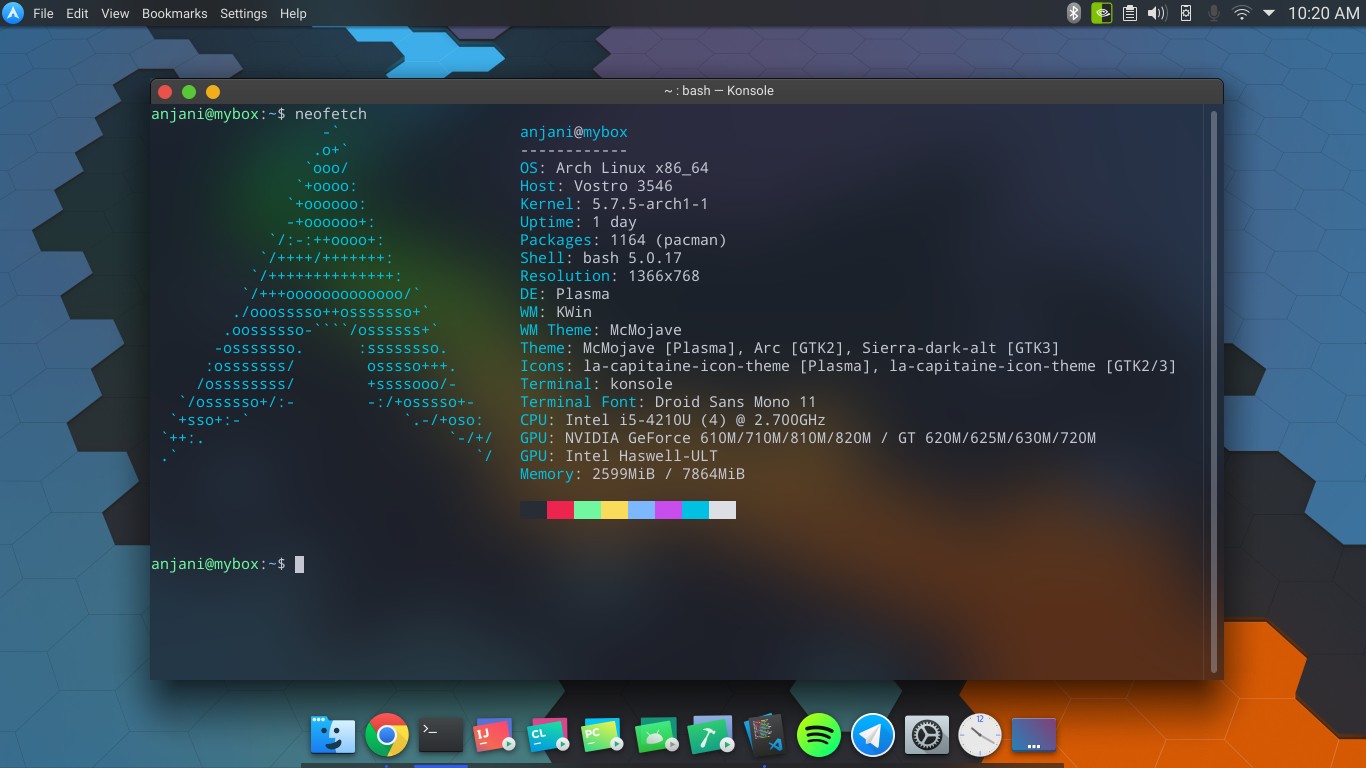 File Edit View Bookmarks Settings Help
10:20 AM
~ : bash — Konsole
anjani@mybox:~$ neofetch
-`
.o+`
`ooo/
`+oooo:
`+oooooo:
-+oooooo+:
`/:-:++oooo+:
`/++++/+++++++:
`/++++++++++++++:
`/+++ooooooooooooo/`
./ooosssso++osssssso+`
.oossssso-````/ossssss+`
-osssssso. :ssssssso.
:osssssss/ osssso+++.
/ossssssss/ +ssssooo/-
`/ossssso+/:- -:/+osssso+-
`+sso+:-` `.-/+oso:
`++:. `-/+/
.` `/
anjani@mybox
------------
OS: Arch Linux x86_64
Host: Vostro 3546
Kernel: 5.7.5-arch1-1
Uptime: 1 day
Packages: 1164 (pacman)
Shell: bash 5.0.17
Resolution: 1366x768
DE: Plasma
WM: KWin
WM Theme: McMojave
Theme: McMojave [Plasma], Arc [GTK2], Sierra-dark-alt [GTK3]
Icons: la-capitaine-icon-theme [Plasma], la-capitaine-icon-theme [GTK2/3]
Terminal: konsole
Terminal Font: Droid Sans Mono 11
CPU: Intel i5-4210U (4) @ 2.700GHz
GPU: NVIDIA GeForce 610M/710M/810M/820M / GT 620M/625M/630M/720M
GPU: Intel Haswell-ULT
Memory: 2599MiB / 7864MiB
anjani@mybox:~$
>_ IJ CL PC 12